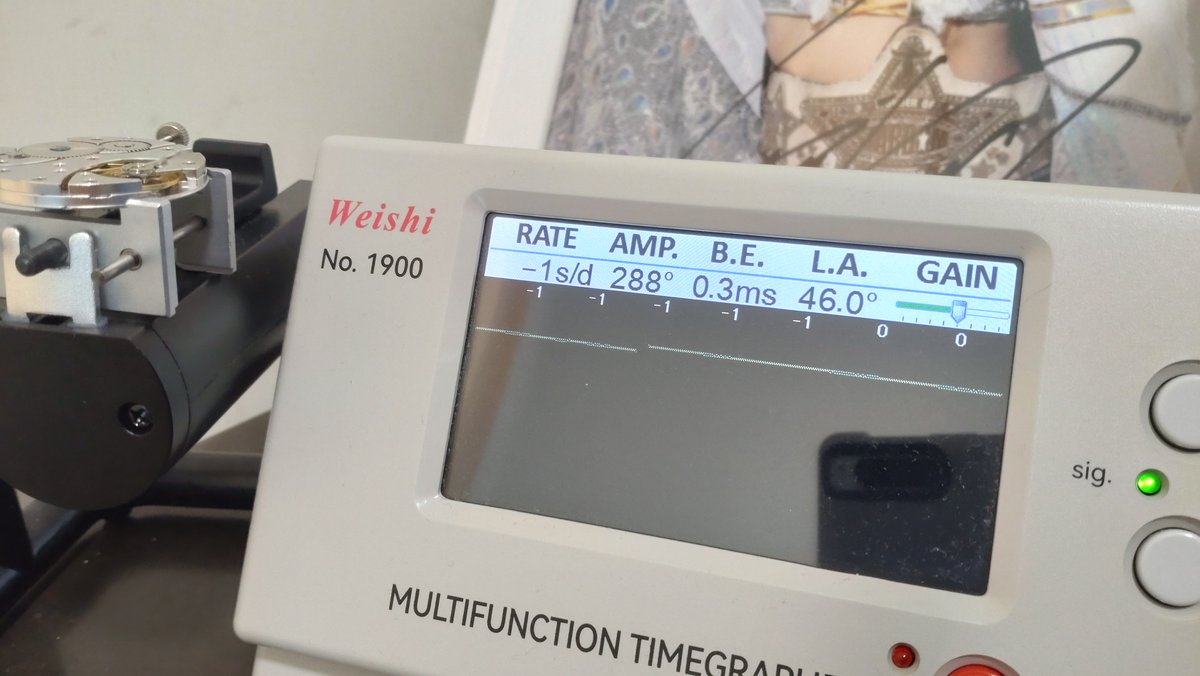 Weishi
No. 1900
RATE AMP. B.E. L.A. GAIN
−1s/d 288° 0.3ms 46.0°
-1 -1 -1 -1 -1 0 0
sig.
MULTIFUNCTION